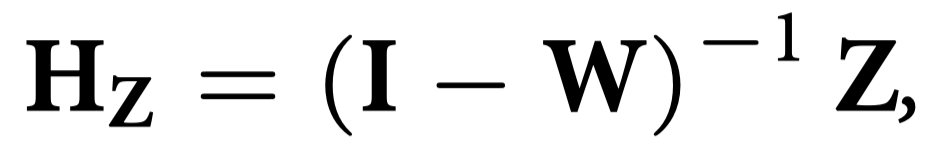 H_Z = (I − W)^{−1} Z,